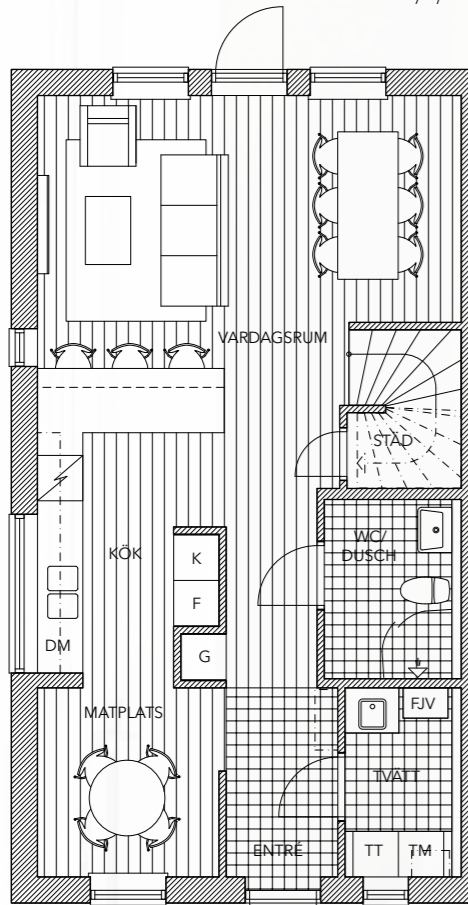 VARDAGSRUM
STÄD
WC/
DUSCH
KÖK
K
F
G
DM
FJV
MATPLATS
TVÄTT
ENTRÉ
TT
TM